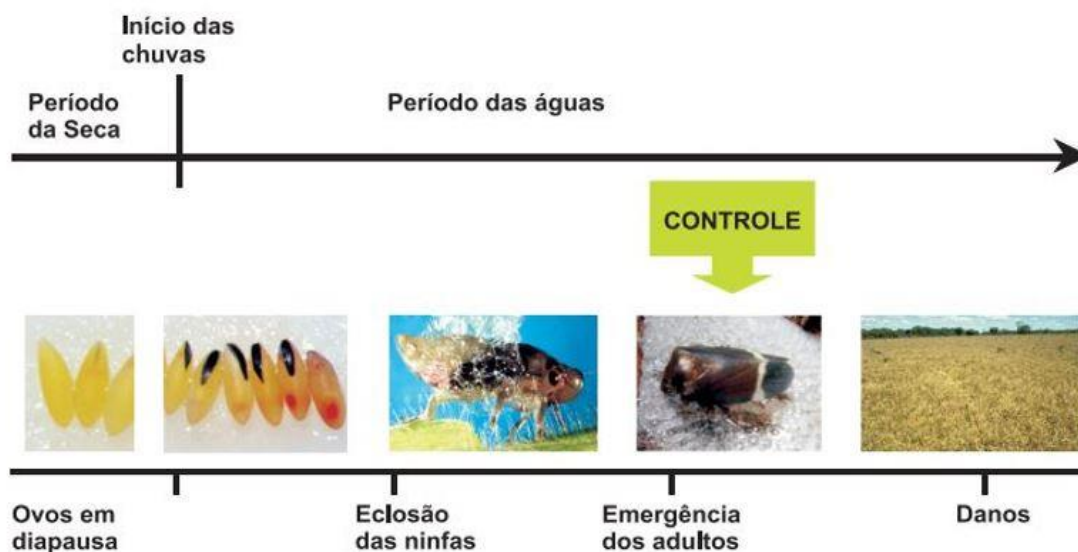 Início das
chuvas
Período
da Seca
Período das águas
CONTROLE
Ovos em
diapausa
Eclosão
das ninfas
Emergência
dos adultos
Danos